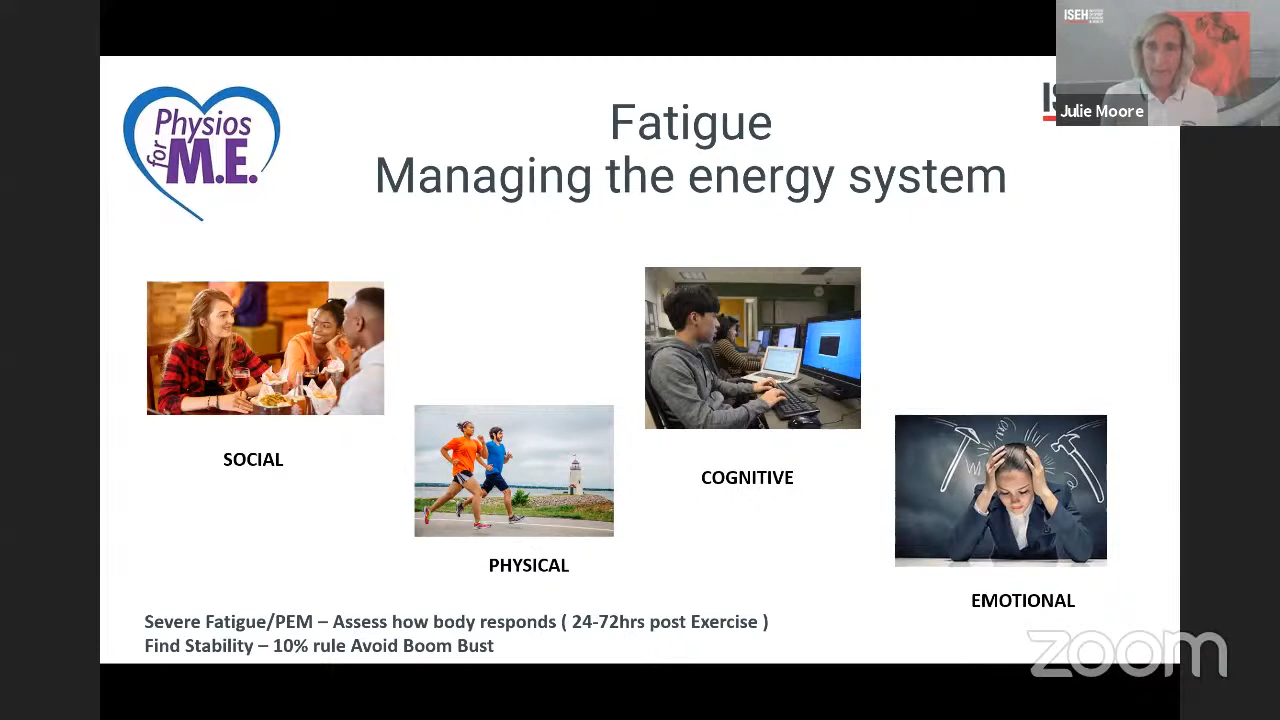 Physios
for
M.E.
Fatigue
Managing the energy system
ISEH
Julie Moore
SOCIAL
PHYSICAL
COGNITIVE
EMOTIONAL
Severe Fatigue/PEM – Assess how body responds ( 24-72hrs post Exercise )
Find Stability – 10% rule Avoid Boom Bust
zoom